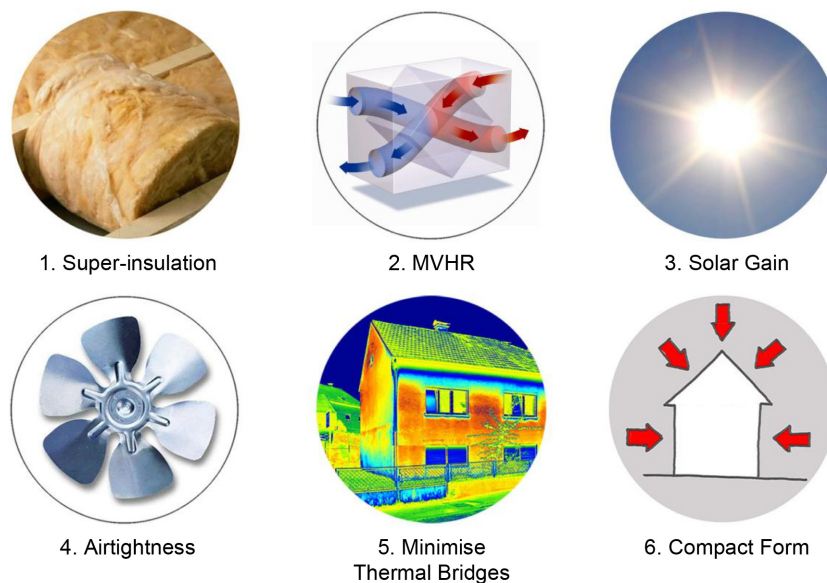 1. Super-insulation
2. MVHR
3. Solar Gain
4. Airtightness
5. Minimise
Thermal Bridges
6. Compact Form